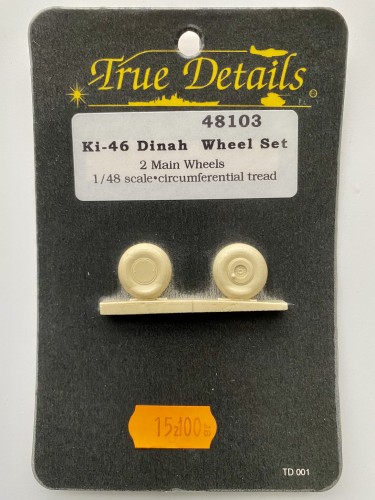 True Details
48103
Ki-46 Dinah Wheel Set
2 Main Wheels
1/48 scale•circumferential tread
15zł00gr
TD 001